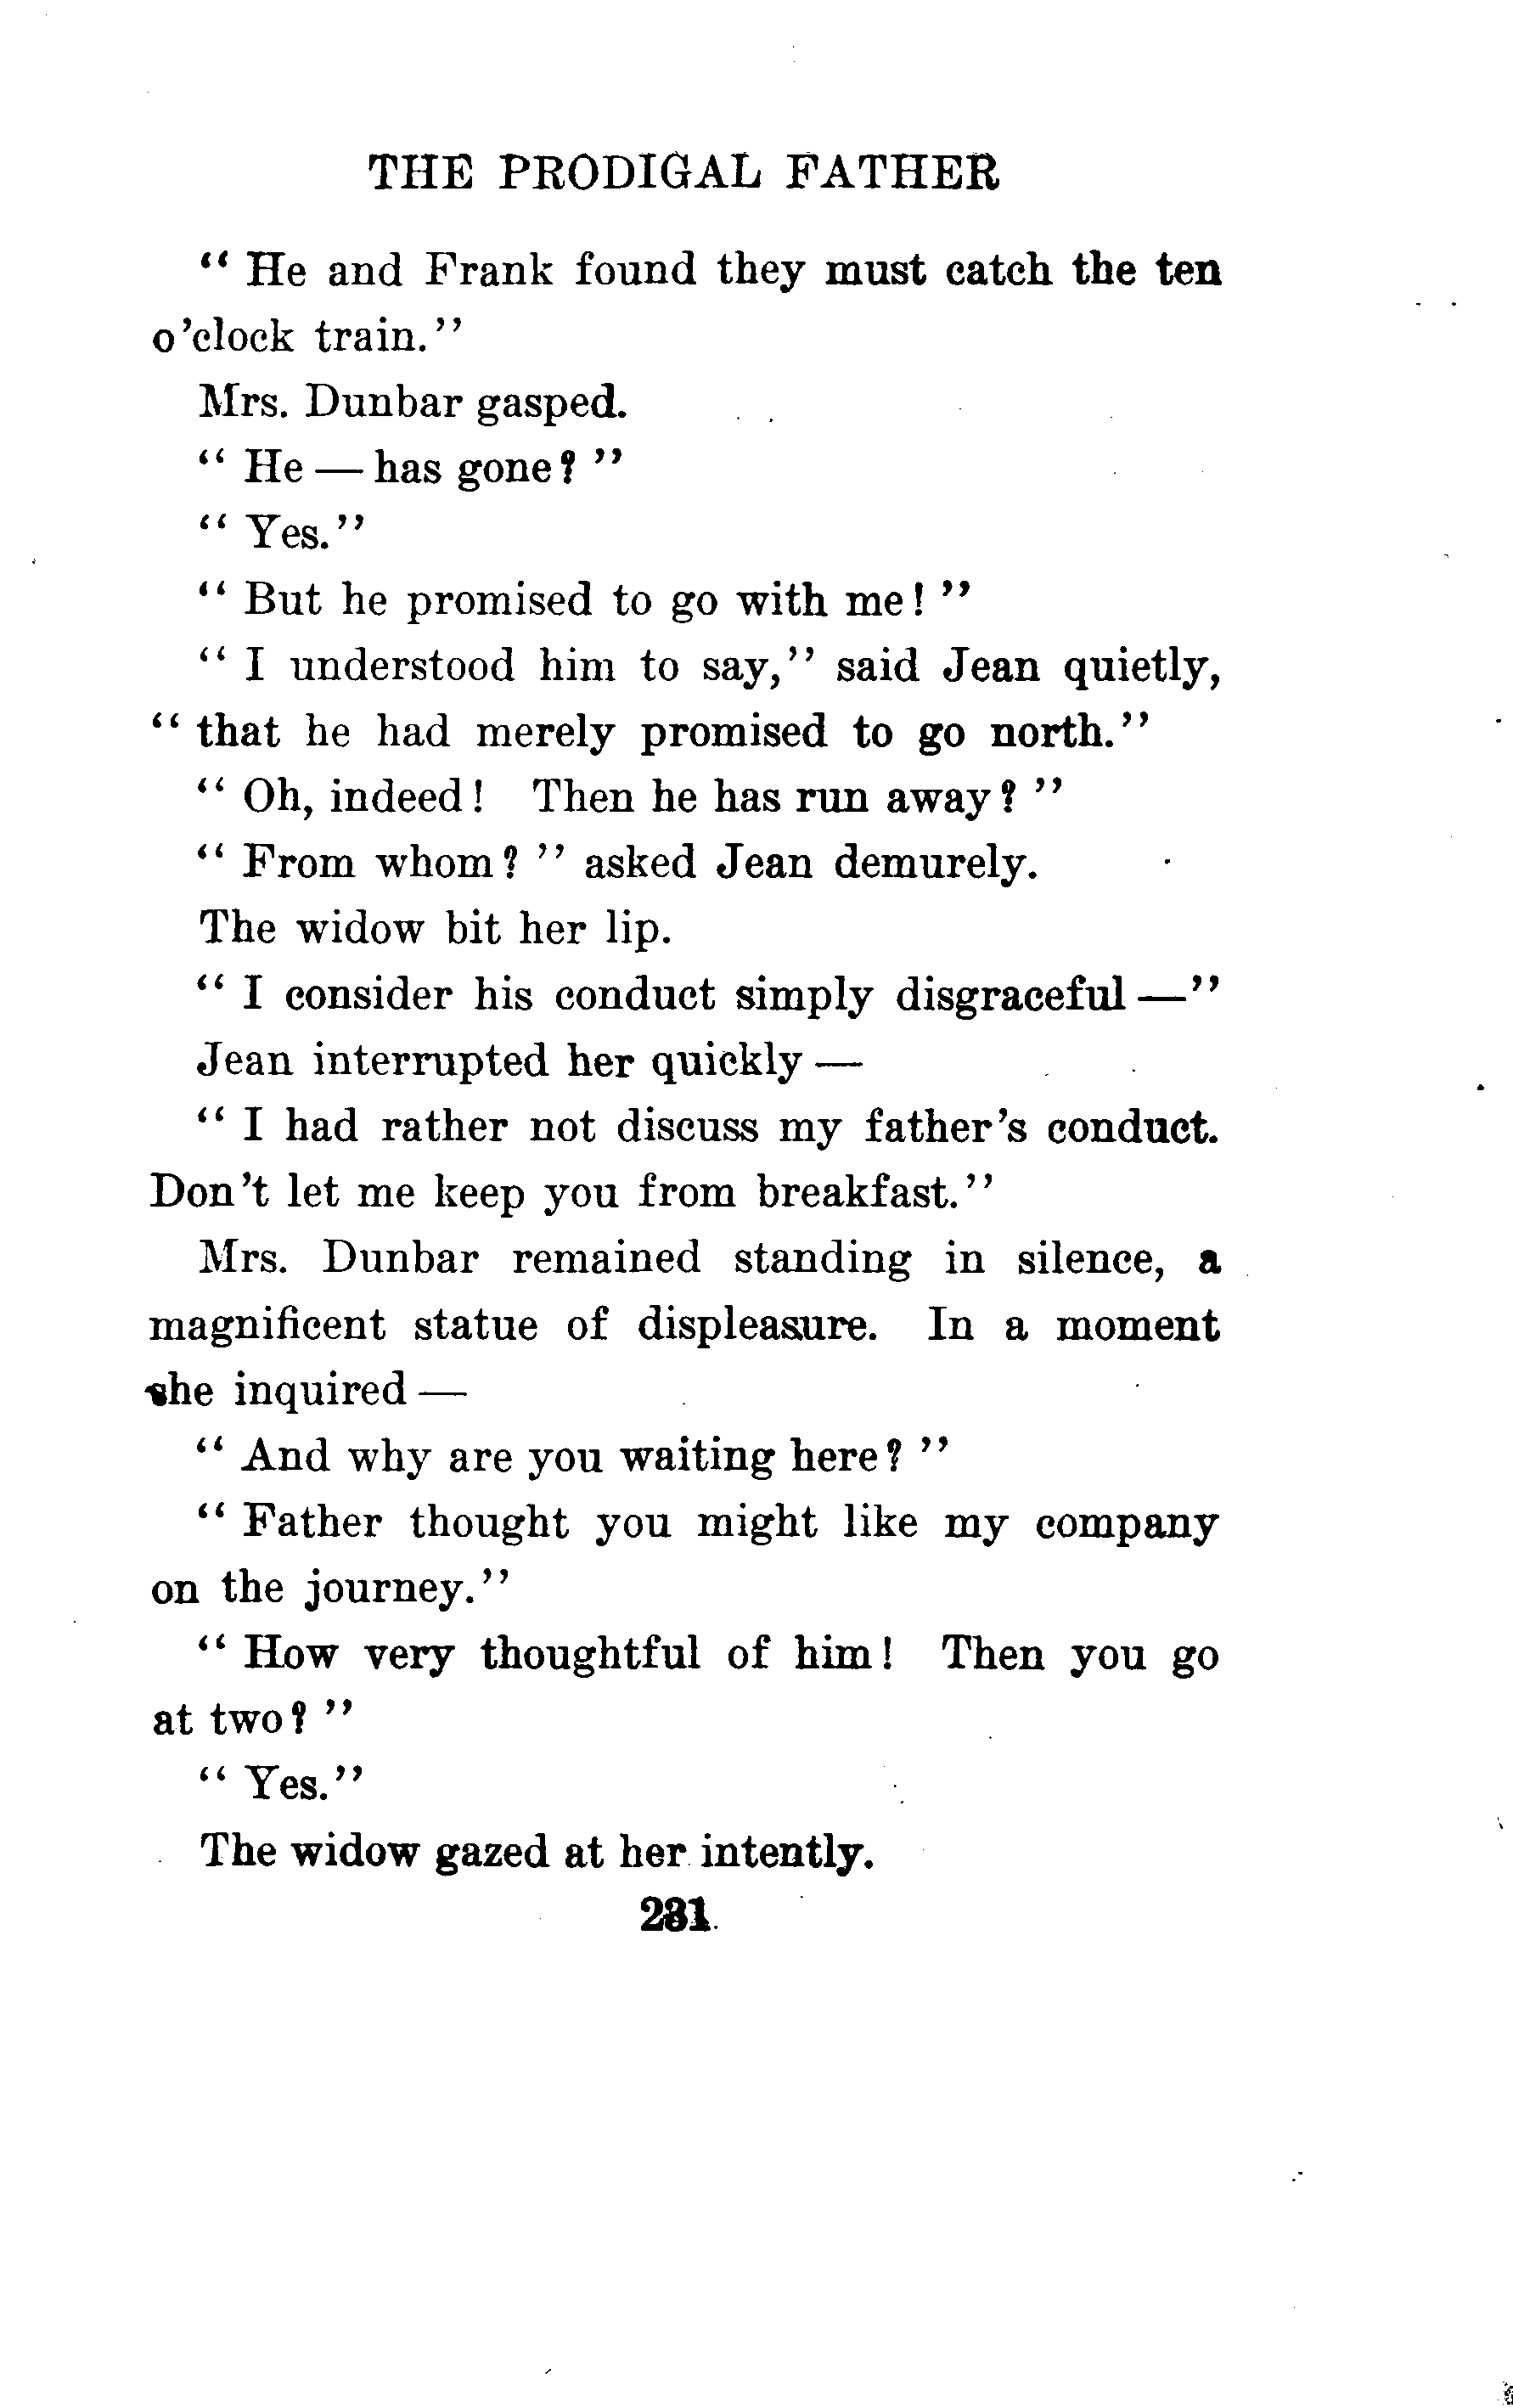 THE PRODIGAL FATHER
" He and Frank found they must catch the ten
o'clock train."
Mrs. Dunbar gasped.
" He — has gone? "
" Yes."
" But he promised to go with me! "
" I understood him to say," said Jean quietly,
" that he had merely promised to go north."
" Oh, indeed! Then he has run away? "
" From whom? " asked Jean demurely.
The widow bit her lip.
" I consider his conduct simply disgraceful —"
Jean interrupted her quickly —
" I had rather not discuss my father's conduct.
Don't let me keep you from breakfast."
Mrs. Dunbar remained standing in silence, a
magnificent statue of displeasure. In a moment
she inquired —
" And why are you waiting here? "
" Father thought you might like my company
on the journey."
" How very thoughtful of him! Then you go
at two? "
" Yes."
The widow gazed at her intently.
231